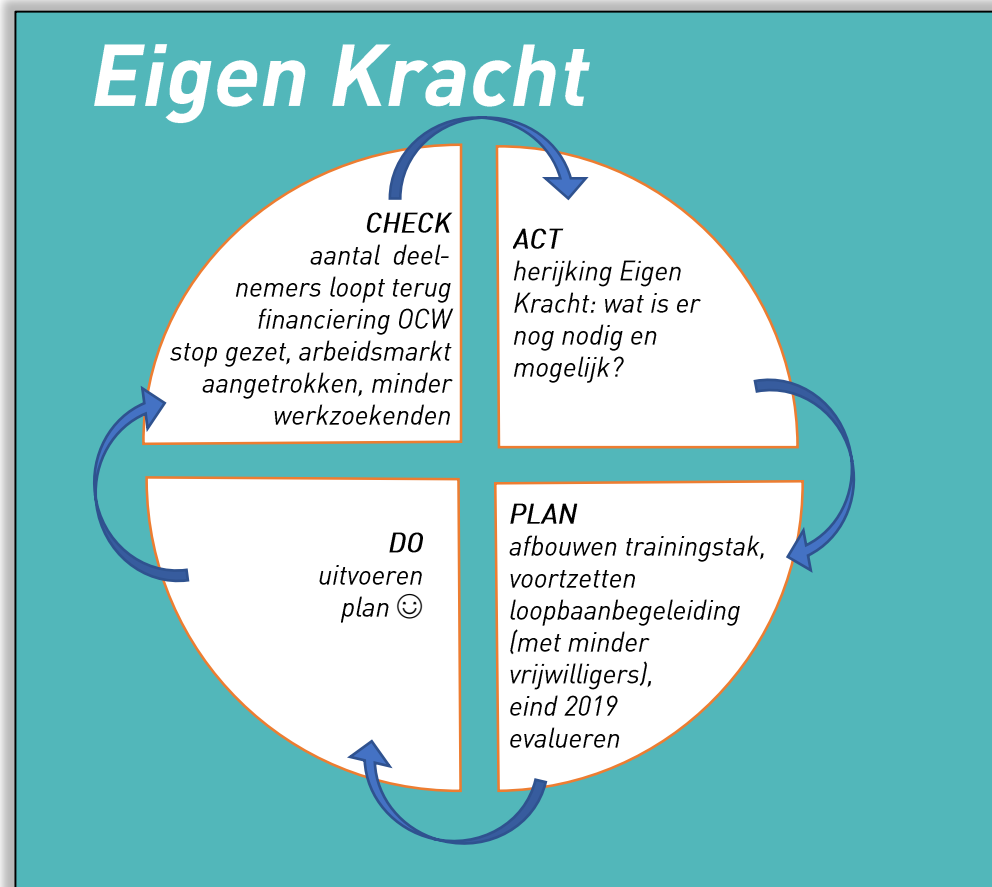 Eigen Kracht
CHECK
aantal deel-
nemers loopt terug
financiering OCW
stop gezet, arbeidsmarkt
aangetrokken, minder
werkzoekenden
ACT
herijking Eigen
Kracht: wat is er
nog nodig en
mogelijk?
PLAN
afbouwen trainingstak,
voortzetten
loopbaanbegeleiding
(met minder
vrijwilligers),
eind 2019
evalueren
DO
uitvoeren
plan ☺